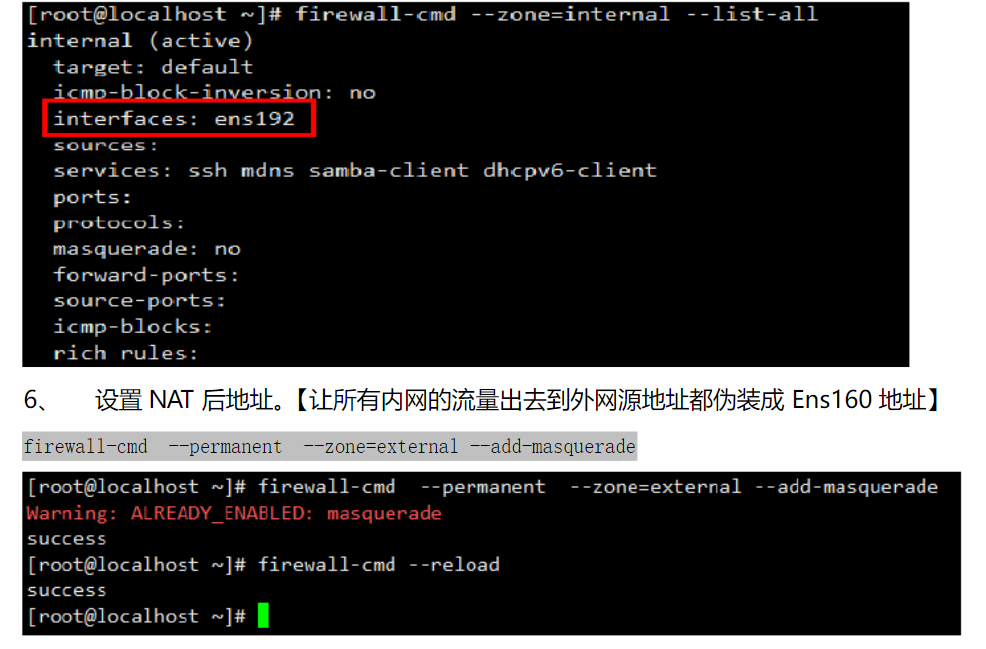 [root@localhost ~]# firewall-cmd --zone=internal --list-all
internal (active)
target: default
icmp-block-inversion: no
interfaces: ens192
sources:
services: ssh mdns samba-client dhcpv6-client
ports:
protocols:
masquerade: no
forward-ports:
source-ports:
icmp-blocks:
rich rules:
6、 设置 NAT 后地址。【让所有内网的流量出去到外网源地址都伪装成 Ens160 地址】
firewall-cmd --permanent --zone=external --add-masquerade
[root@localhost ~]# firewall-cmd --permanent --zone=external --add-masquerade
Warning: ALREADY_ENABLED: masquerade
success
[root@localhost ~]# firewall-cmd --reload
success
[root@localhost ~]#